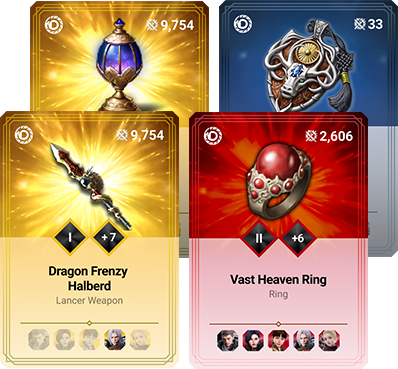 9,754
33
9,754
I
+7
Dragon Frenzy
Halberd
Lancer Weapon
2,606
II
+6
Vast Heaven Ring
Ring